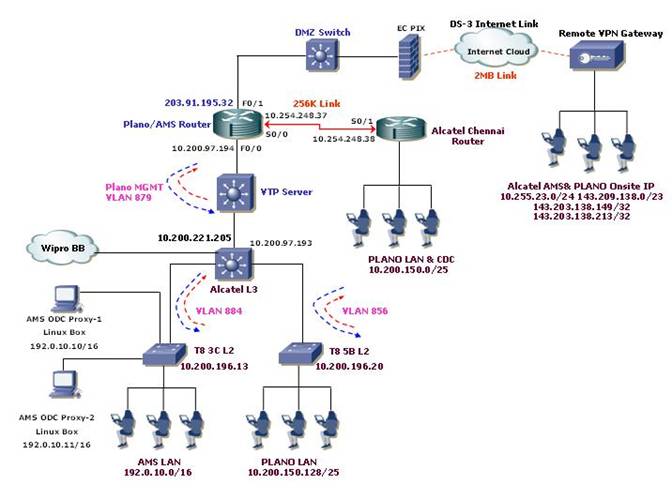 DS-3 Internet Link
EC PIX
Remote VPN Gateway
DMZ Switch
Internet Cloud
2MB Link
203.91.195.32
F0/1
256K Link
10.254.248.37
S0/1
Plano/AMS Router
S0/0
10.254.248.38
Alcatel Chennai
Router
10.200.97.194
F0/0
Plano MGMT
VLAN 879
VTP Server
Alcatel AMS& PLANO Onsite IP
10.255.23.0/24 143.209.138.0/23
143.203.138.149/32
143.203.138.213/32
10.200.221.205
10.200.97.193
Wipro BB
PLANO LAN & CDC
10.200.150.0/25
Alcatel L3
VLAN 884
VLAN 856
AMS ODC Proxy-1
Linux Box
192.0.10.10/16
T8 3C L2
10.200.196.13
T8 5B L2
10.200.196.20
AMS ODC Proxy-2
Linux Box
192.0.10.11/16
AMS LAN
192.0.10.0/16
PLANO LAN
10.200.150.128/25